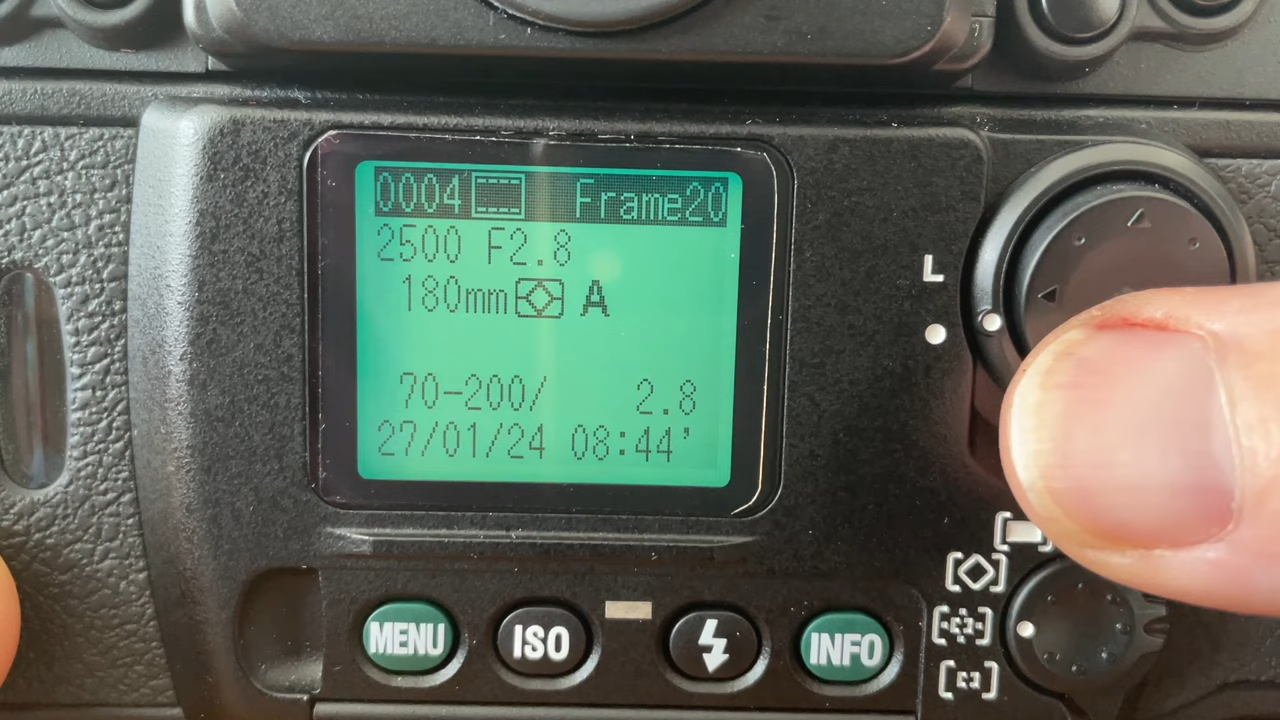 0004 Frame20
2500 F2.8
180mm A
70-200/ 2.8
27/01/24 08:44'
L
MENU ISO INFO